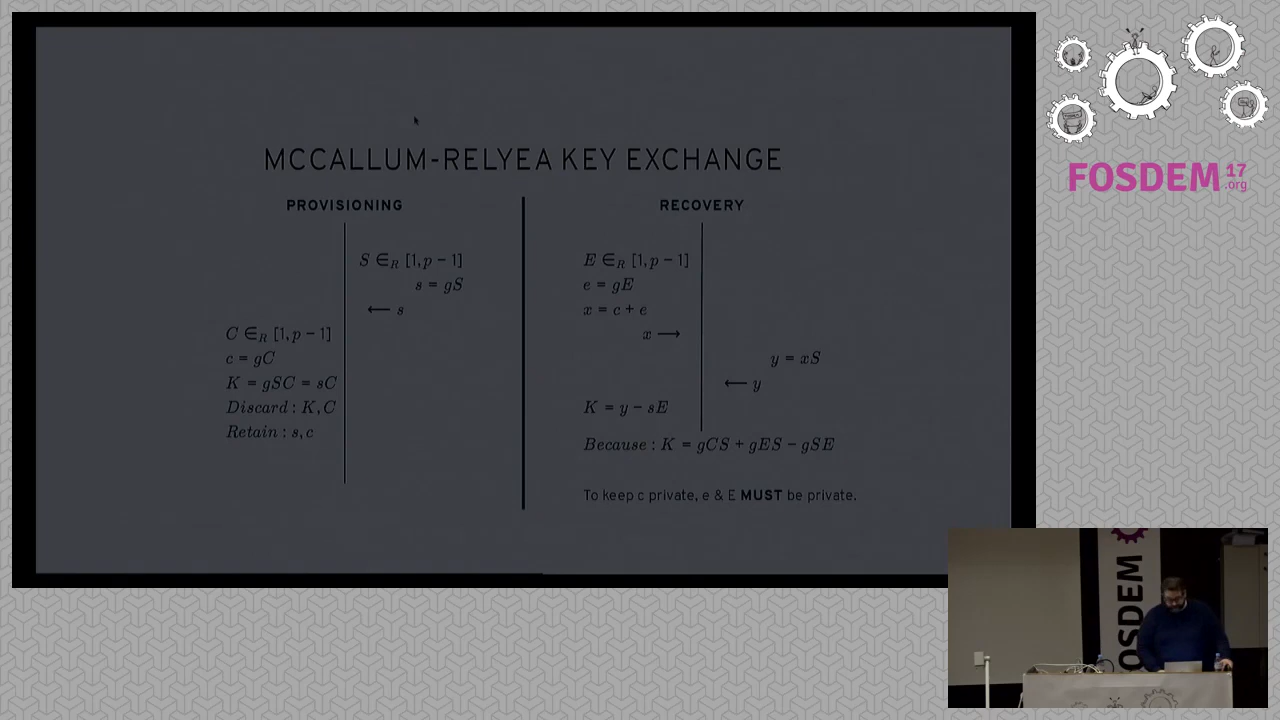 MCCALLUM-RELYEA KEY EXCHANGE
PROVISIONING
S ∈R [1, p − 1]
s = gS
⟵ s
C ∈R [1, p − 1]
c = gC
K = gSC = sC
Discard : K, C
Retain : s, c
RECOVERY
E ∈R [1, p − 1]
e = gE
x = c + e
x ⟶
y = xS
⟵ y
K = y − sE
Because : K = gCS + gES − gSE
To keep c private, e & E MUST be private.
FOSDEM 17
.org
OSDEM